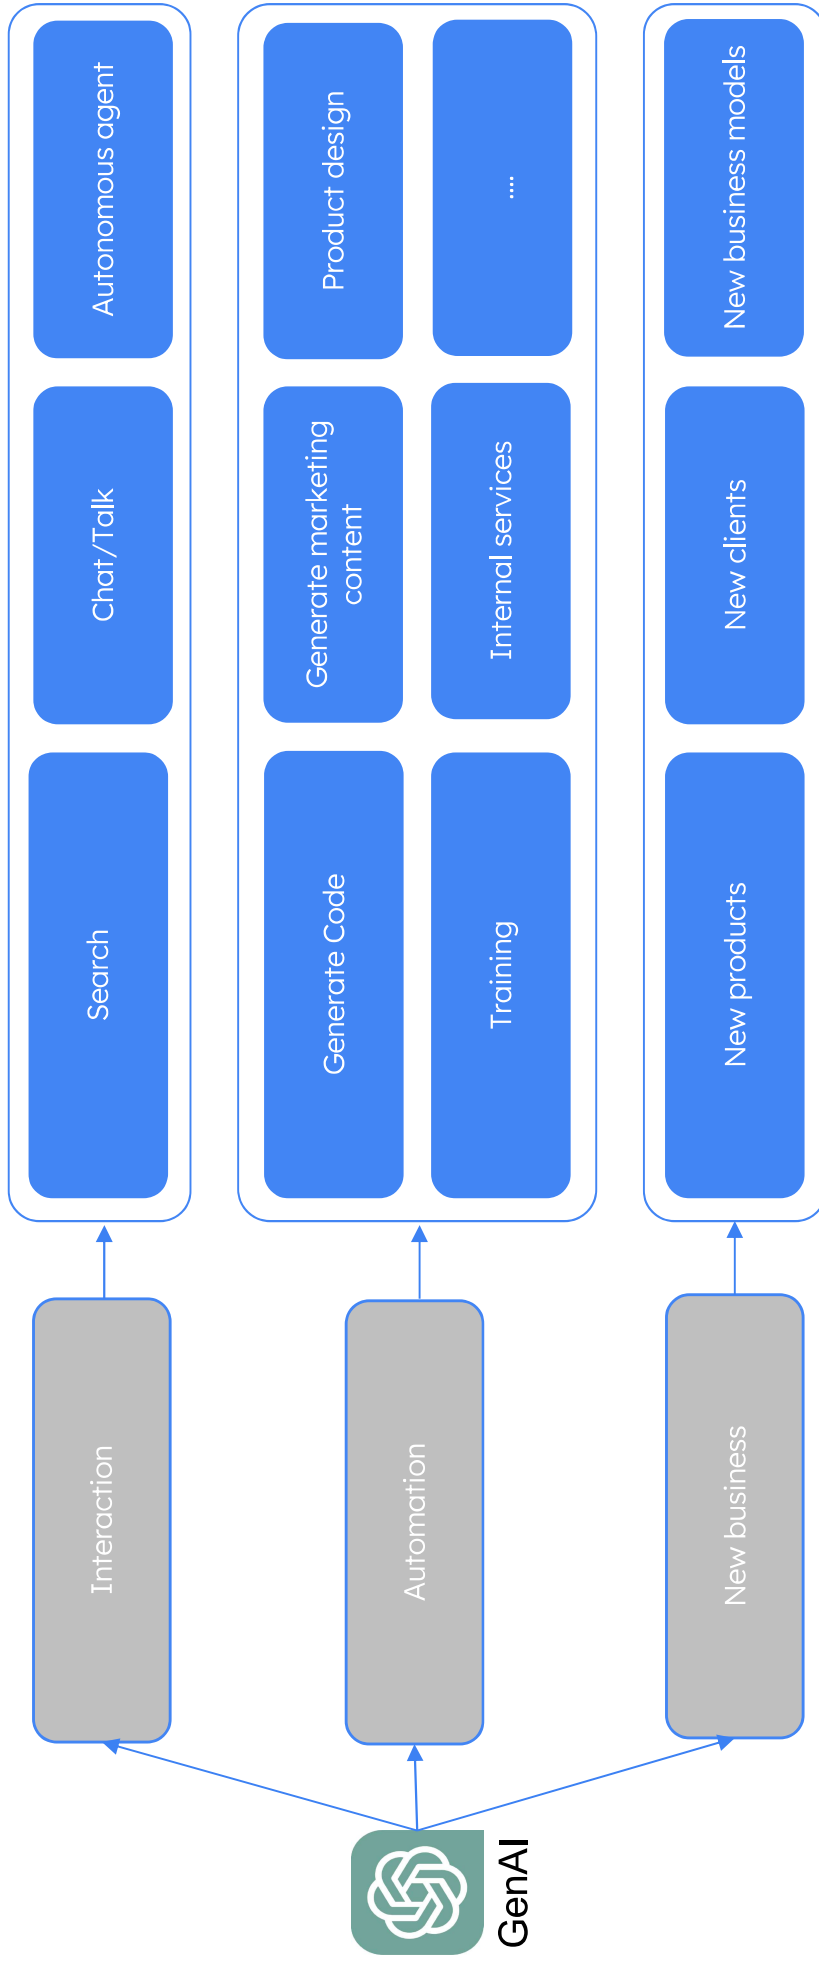 GenAI
Interaction
Search
Chat/Talk
Autonomous agent
Automation
Generate Code
Generate marketing
content
Product design
Training
Internal services
....
New business
New products
New clients
New business models